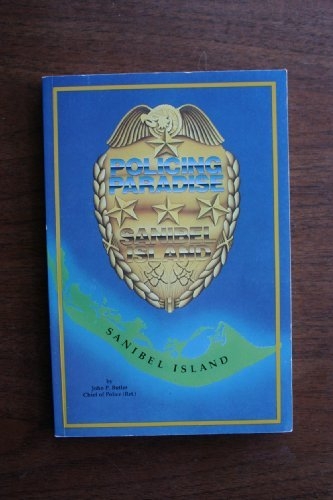 POLICING
PARADISE
SANIBEL
ISLAND
SANIBEL ISLAND
by
John P. Butler
Chief of Police (Ret.)